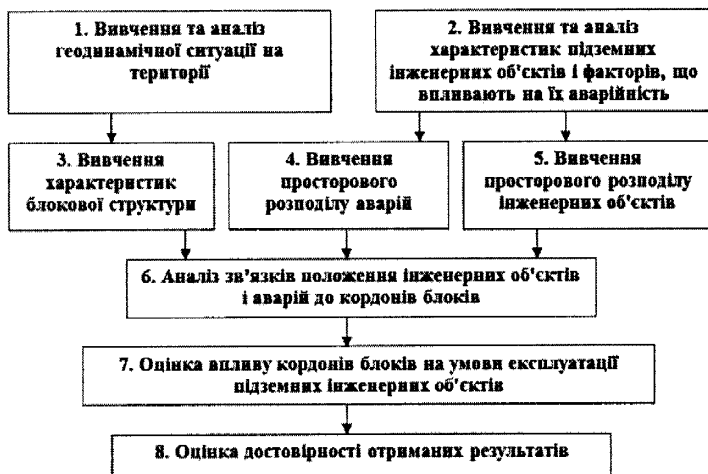 1. Вивчення та аналіз
геодинамічної ситуації на
території
2. Вивчення та аналіз
характеристик підземних
інженерних об'єктів і факторів, що
впливають на їх аварійність
3. Вивчення
характеристик
блокової структури
4. Вивчення
просторового
розподілу аварій
5. Вивчення
просторового розподілу
інженерних об'єктів
6. Аналіз зв'язків положення інженерних об'єктів
і аварій до кордонів блоків
7. Оцінка впливу кордонів блоків на умови експлуатації
підземних інженерних об'єктів
8. Оцінка достовірності отриманих результатів